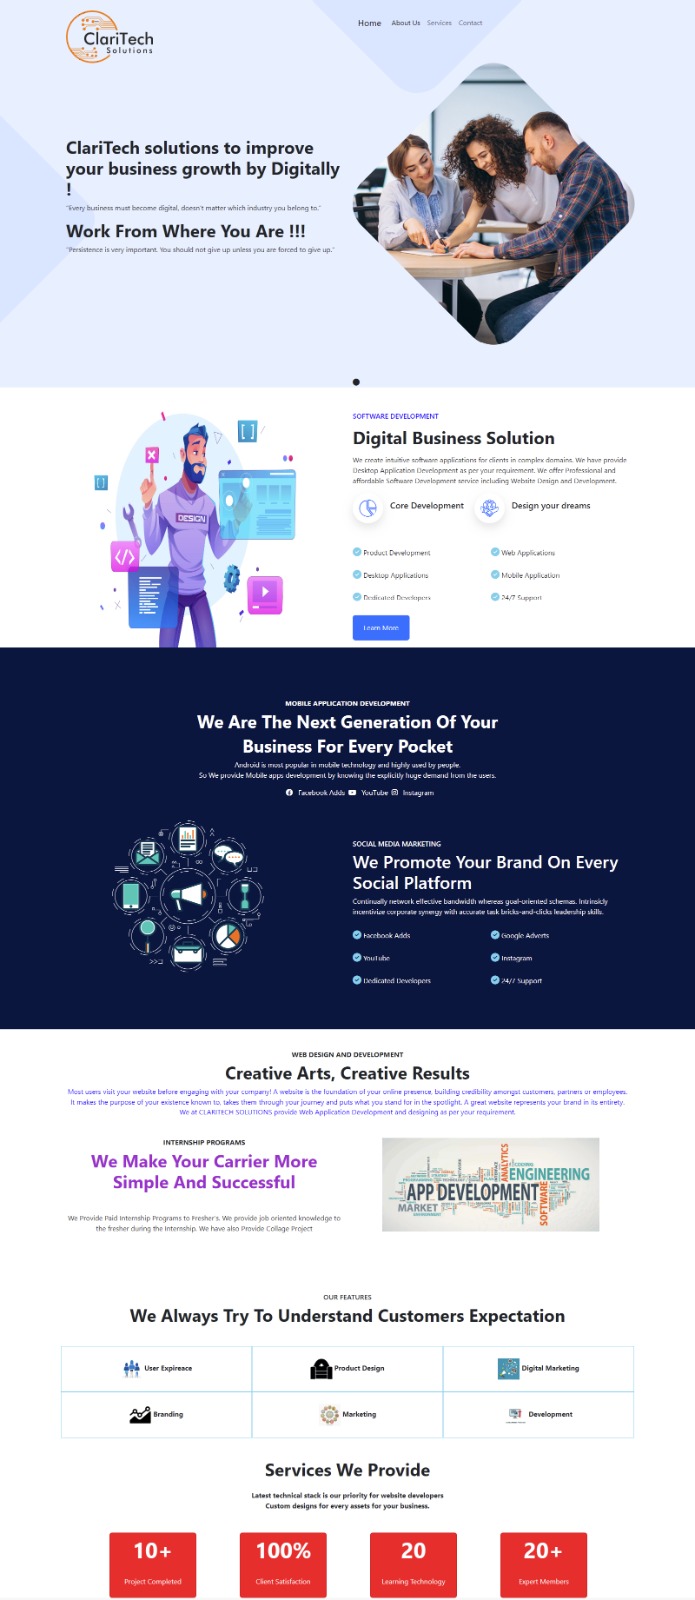 ClariTech
Solutions
Home About Us Services Contact
ClariTech solutions to improve
your business growth by Digitally
!
"Every business must become digital, doesn't matter which industry you belong to."
Work From Where You Are !!!
"Persistence is very important. You should not give up unless you are forced to give up."
DESIGN
SOFTWARE DEVELOPMENT
Digital Business Solution
We create intuitive software applications for clients in complex domains. We have provide
Desktop Application Development as per your requirement. We offer Professional and
affordable Software Development service including Website Design and Development.
Core Development Design your dreams
Product Development Web Applications
Desktop Applications Mobile Application
Dedicated Developers 24/7 Support
Learn More
MOBILE APPLICATION DEVELOPMENT
We Are The Next Generation Of Your
Business For Every Pocket
Android is most popular in mobile technology and highly used by people.
So We provide Mobile apps development by knowing the explicitly huge demand from the users.
Facebook Adds YouTube Instagram
SOCIAL MEDIA MARKETING
We Promote Your Brand On Every
Social Platform
Continually network effective bandwidth whereas goal-oriented schemas. Intrinsicly
incentivize corporate synergy with accurate task bricks-and-clicks leadership skills.
Facebook Adds Google Adverts
YouTube Instagram
Dedicated Developers 24/7 Support
WEB DESIGN AND DEVELOPMENT
Creative Arts, Creative Results
Most users visit your website before engaging with your company! A website is the foundation of your online presence, building credibility amongst customers, partners or employees.
It makes the purpose of your existence known to, takes them through your journey and puts what you stand for in the spotlight. A great website represents your brand in its entirety.
We at CLARITECH SOLUTIONS provide Web Application Development and designing as per your requirement.
INTERNSHIP PROGRAMS
We Make Your Carrier More
Simple And Successful
We Provide Paid Internship Programs to Fresher's. We provide job oriented knowledge to
the fresher during the Internship. We have also Provide Collage Project
ANALYTICS
ENGINEERING
APP DEVELOPMENT
SOFTWARE
MARKET
OUR FEATURES
We Always Try To Understand Customers Expectation
User Expireace Product Design Digital Marketing
Branding Marketing Development
Services We Provide
Latest technical stack is our priority for website developers
Custom designs for every assets for your business.
10+ 100% 20 20+
Project Completed Client Satisfaction Learning Technology Expert Members